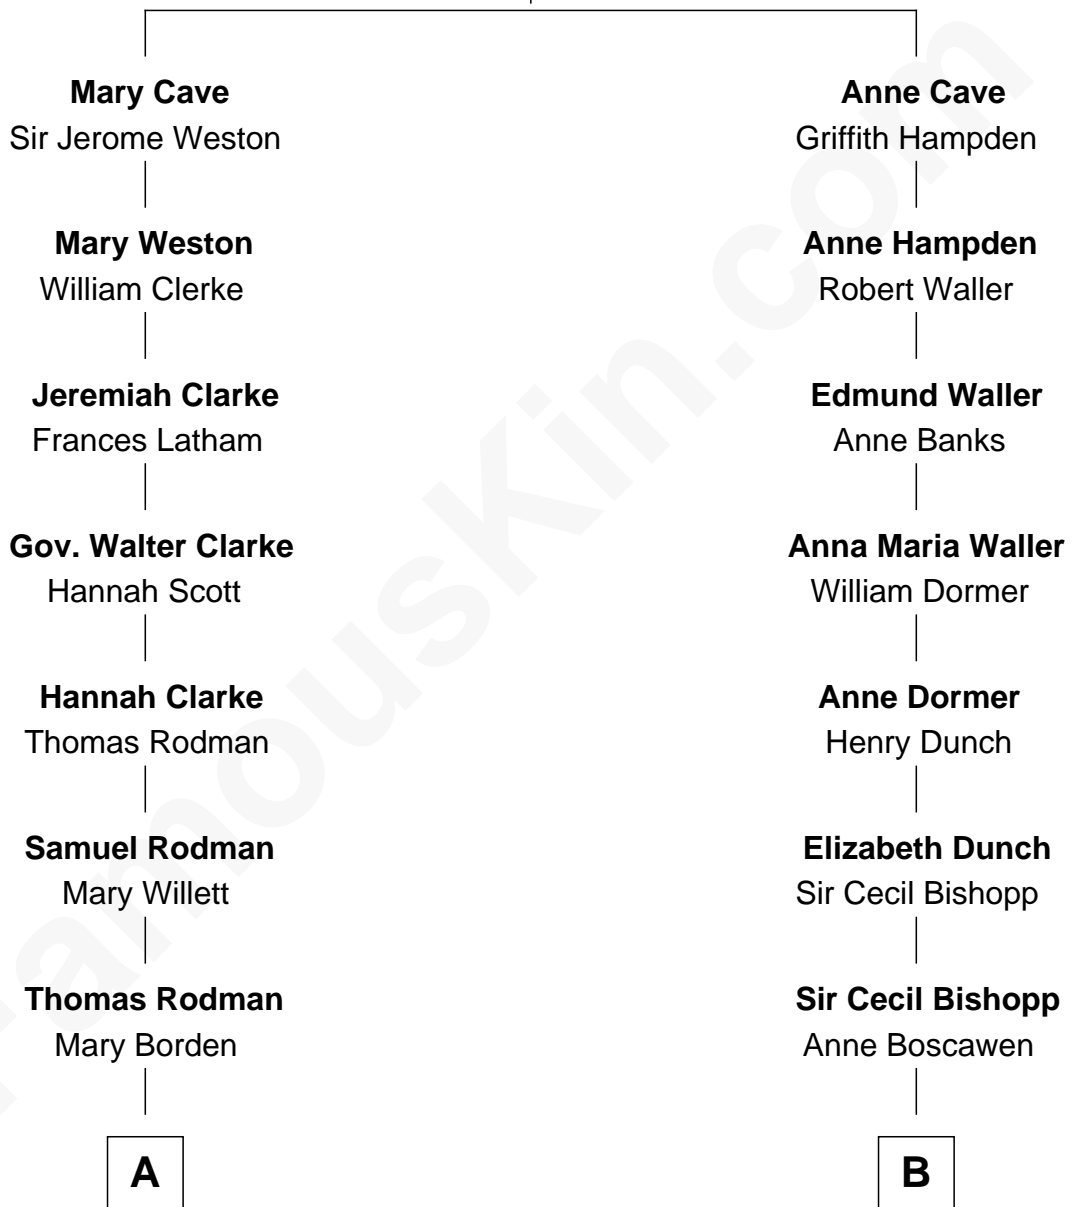 Mary Cave
Sir Jerome Weston
Anne Cave
Griffith Hampden
Mary Weston
William Clerke
Anne Hampden
Robert Waller
Jeremiah Clarke
Frances Latham
Edmund Waller
Anne Banks
Gov. Walter Clarke
Hannah Scott
Anna Maria Waller
William Dormer
Hannah Clarke
Thomas Rodman
Anne Dormer
Henry Dunch
Samuel Rodman
Mary Willett
Elizabeth Dunch
Sir Cecil Bishopp
Thomas Rodman
Mary Borden
Sir Cecil Bishopp
Anne Boscawen
A
B
FamousKin.com